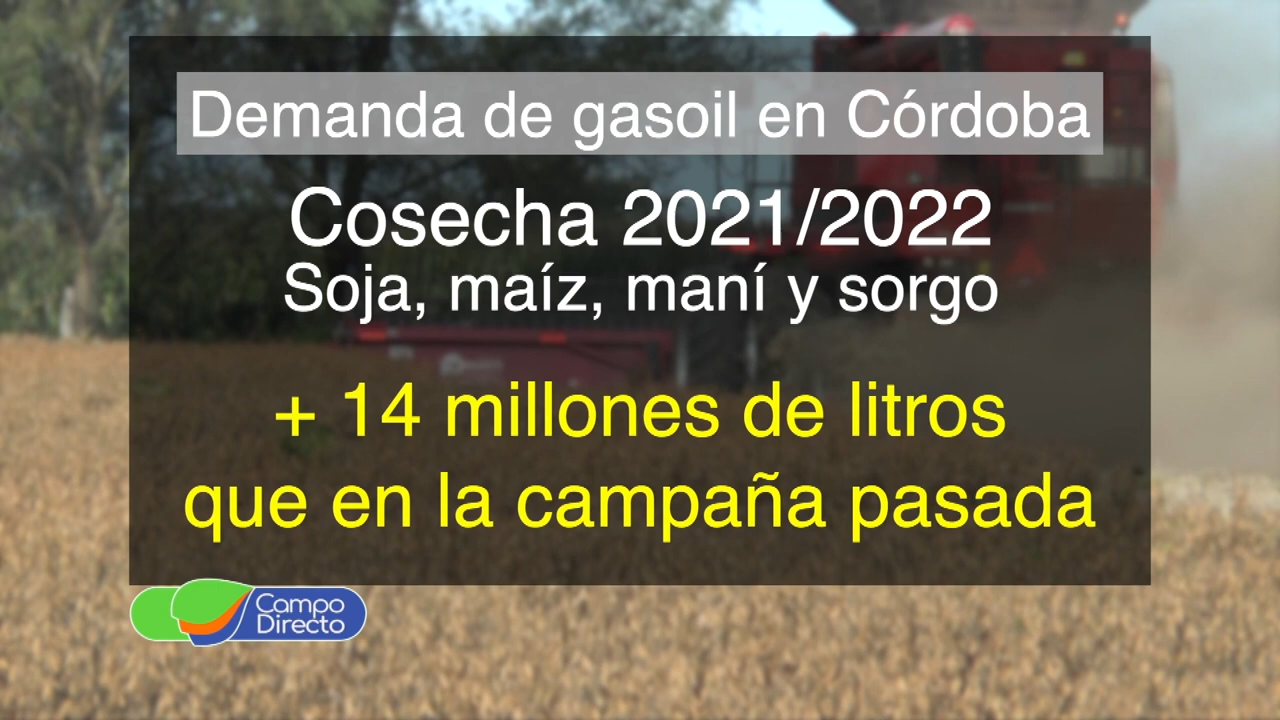 Demanda de gasoil en Córdoba
Cosecha 2021/2022
Soja, maíz, maní y sorgo
+ 14 millones de litros
que en la campaña pasada
Campo
Directo